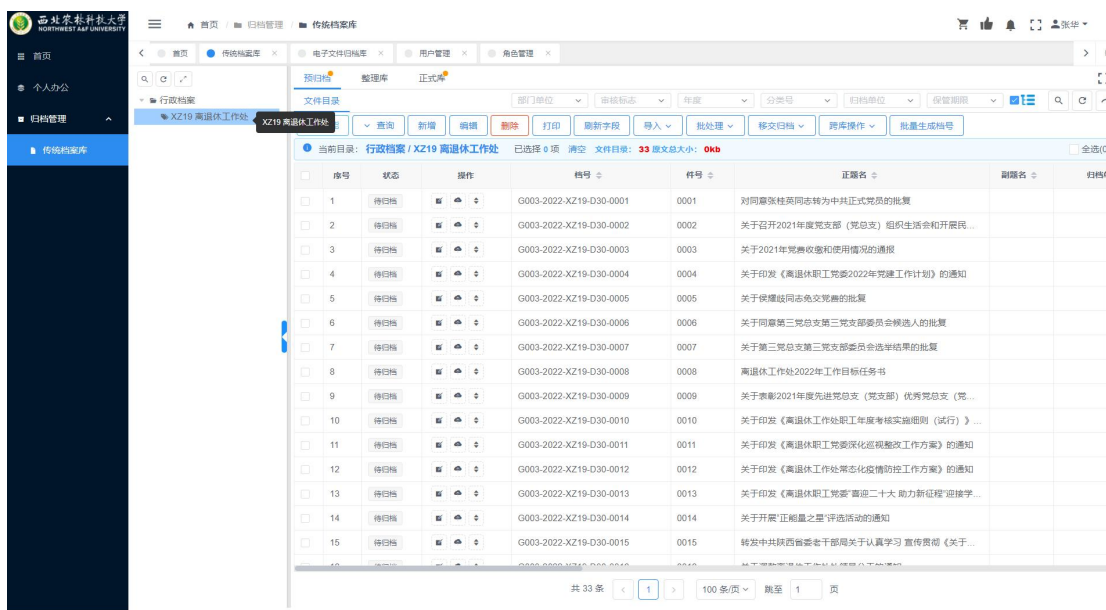 西北农林科技大学
NORTHWEST A&F UNIVERSITY
首页 / 归档管理 / 传统档案库
张华
首页
个人办公
归档管理
传统档案库
首页 传统档案库 × 电子文件归档库 × 用户管理 × 角色管理 ×
行政档案
XZ19 离退休工作处
XZ19 离退休工作处
预归档 整理库 正式库
文件目录 部门单位 审核标志 年度 分类号 归档单位 保管期限
查询 新增 编辑 删除 打印 刷新字段 导入 批处理 移交归档 跨库操作 批量生成档号
当前目录: 行政档案 / XZ19 离退休工作处 已选择 0 项 清空 文件目录: 33 原文总大小: 0kb 全选(
序号 状态 操作 档号 件号 正题名 副题名 归档
1 待归档 G003-2022-XZ19-D30-0001 0001 对同意张桂英同志转为中共正式党员的批复
2 待归档 G003-2022-XZ19-D30-0002 0002 关于召开2021年度党支部（党总支）组织生活会和开展民...
3 待归档 G003-2022-XZ19-D30-0003 0003 关于2021年党费收缴和使用情况的通报
4 待归档 G003-2022-XZ19-D30-0004 0004 关于印发《离退休职工党委2022年党建工作计划》的通知
5 待归档 G003-2022-XZ19-D30-0005 0005 关于侯耀歧同志免交党费的批复
6 待归档 G003-2022-XZ19-D30-0006 0006 关于同意第三党总支第三党支部委员会候选人的批复
7 待归档 G003-2022-XZ19-D30-0007 0007 关于第三党总支第三党支部委员会选举结果的批复
8 待归档 G003-2022-XZ19-D30-0008 0008 离退休工作处2022年工作目标任务书
9 待归档 G003-2022-XZ19-D30-0009 0009 关于表彰2021年度先进党总支（党支部）优秀党总支（党...
10 待归档 G003-2022-XZ19-D30-0010 0010 关于印发《离退休工作处职工年度考核实施细则（试行）》...
11 待归档 G003-2022-XZ19-D30-0011 0011 关于印发《离退休职工党委深化巡视整改工作方案》的通知
12 待归档 G003-2022-XZ19-D30-0012 0012 关于印发《离退休工作处常态化疫情防控工作方案》的通知
13 待归档 G003-2022-XZ19-D30-0013 0013 关于印发《离退休职工党委“喜迎二十大 助力新征程”迎接学...
14 待归档 G003-2022-XZ19-D30-0014 0014 关于开展“正能量之星”评选活动的通知
15 待归档 G003-2022-XZ19-D30-0015 0015 转发中共陕西省委老干部局关于认真学习 宣传贯彻《关于...
共 33 条 < 1 > 100 条/页 跳至 1 页